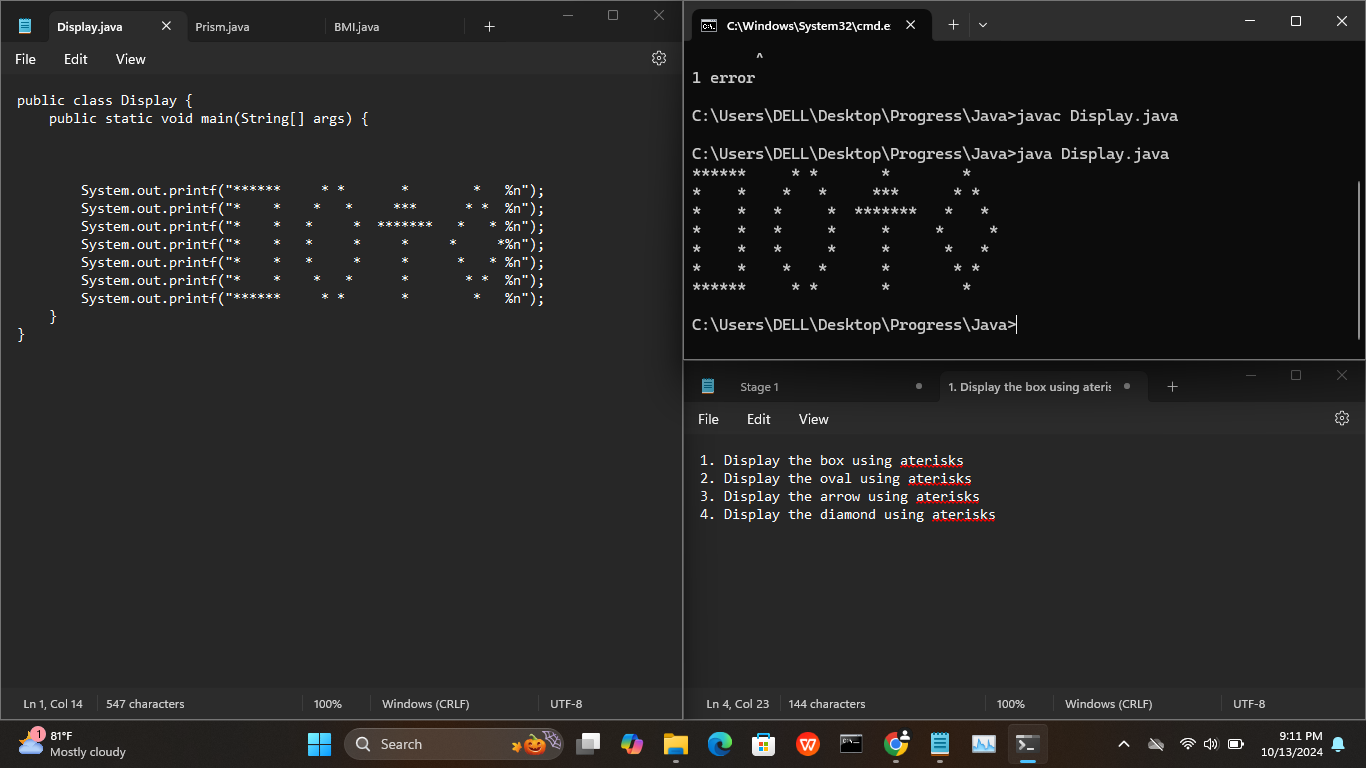 Display.java
Prism.java
BMI.java
File Edit View
public class Display {
    public static void main(String[] args) {
        System.out.printf("******     * *       *        *   %n");
        System.out.printf("*    *    *   *     ***      * *  %n");
        System.out.printf("*    *   *     *  *******   *   * %n");
        System.out.printf("*    *   *     *     *     *     *%n");
        System.out.printf("*    *   *     *     *      *   * %n");
        System.out.printf("*    *    *   *      *       * *  %n");
        System.out.printf("******     * *       *        *   %n");
    }
}
Ln 1, Col 14 547 characters 100% Windows (CRLF) UTF-8
C:\Windows\System32\cmd.e
       ^
1 error
C:\Users\DELL\Desktop\Progress\Java>javac Display.java
C:\Users\DELL\Desktop\Progress\Java>java Display.java
******     * *       *        *
*    *    *   *     ***      * *
*    *   *     *  *******   *   *
*    *   *     *     *     *     *
*    *   *     *     *      *   *
*    *    *   *      *       * *
******     * *       *        *
C:\Users\DELL\Desktop\Progress\Java>
Stage 1
1. Display the box using ateris
File Edit View
1. Display the box using aterisks
2. Display the oval using aterisks
3. Display the arrow using aterisks
4. Display the diamond using aterisks
Ln 4, Col 23 144 characters 100% Windows (CRLF) UTF-8
1
81°F
Mostly cloudy
Search
9:11 PM
10/13/2024